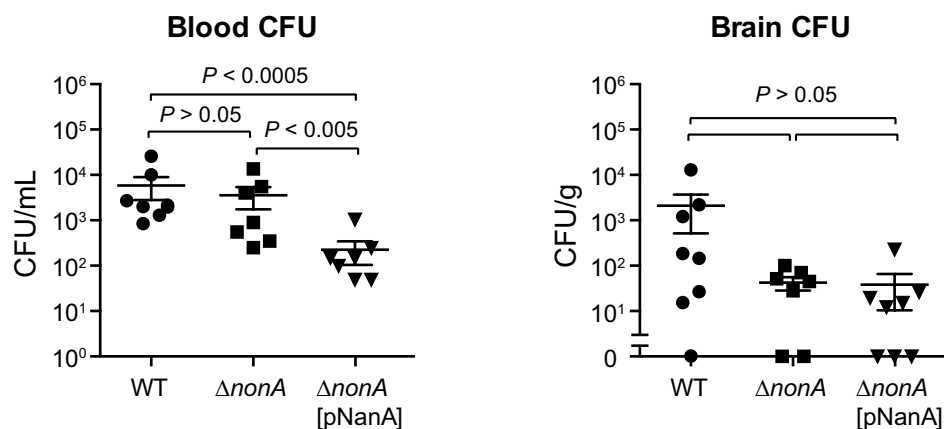 Blood CFU
P < 0.0005
P > 0.05
P < 0.005
CFU/mL
10⁶
10⁵
10⁴
10³
10²
10¹
10⁰
WT
ΔnonA
ΔnonA
[pNanA]
Brain CFU
P > 0.05
CFU/g
10⁶
10⁵
10⁴
10³
10²
10¹
0
WT
ΔnonA
ΔnonA
[pNanA]